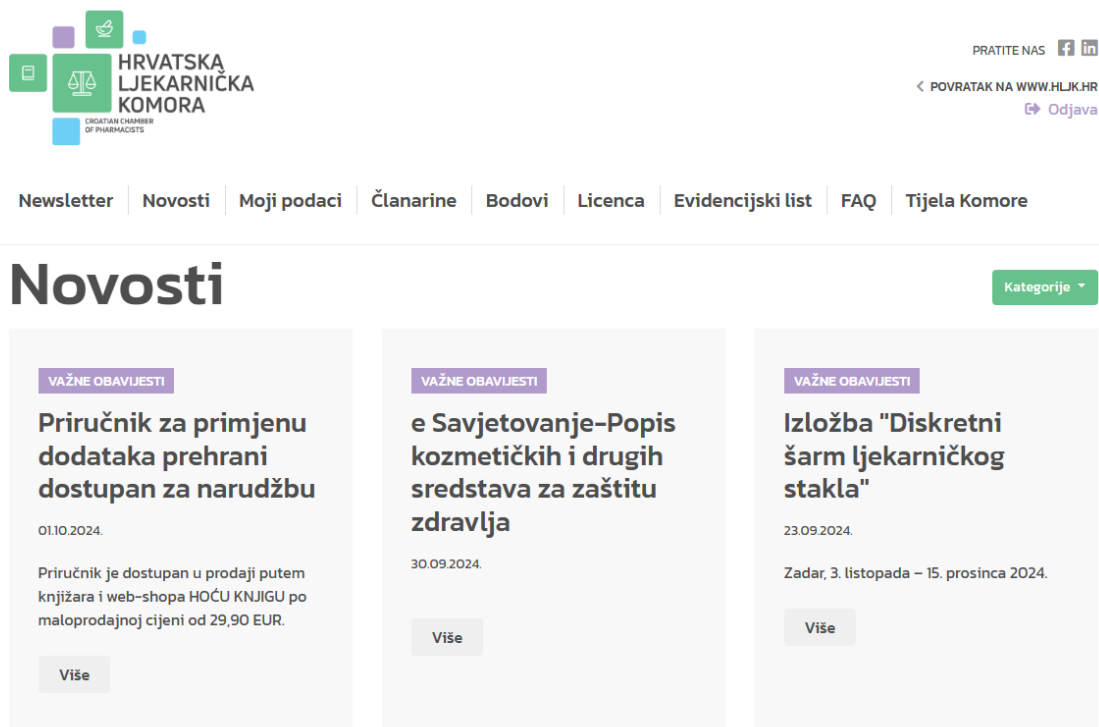 HRVATSKA
LJEKARNIČKA
KOMORA
CROATIAN CHAMBER
OF PHARMACISTS
PRATITE NAS
POVRATAK NA WWW.HLJK.HR
Odjava
Newsletter
Novosti
Moji podaci
Članarine
Bodovi
Licenca
Evidencijski list
FAQ
Tijela Komore
Novosti
Kategorije
VAŽNE OBAVIJESTI
Priručnik za primjenu
dodataka prehrani
dostupan za narudžbu
01.10.2024.
Priručnik je dostupan u prodaji putem
knjižara i web-shopa HOĆU KNJIGU po
maloprodajnoj cijeni od 29,90 EUR.
Više
VAŽNE OBAVIJESTI
e Savjetovanje-Popis
kozmetičkih i drugih
sredstava za zaštitu
zdravlja
30.09.2024.
Više
VAŽNE OBAVIJESTI
Izložba "Diskretni
šarm ljekarničkog
stakla"
23.09.2024.
Zadar, 3. listopada – 15. prosinca 2024.
Više